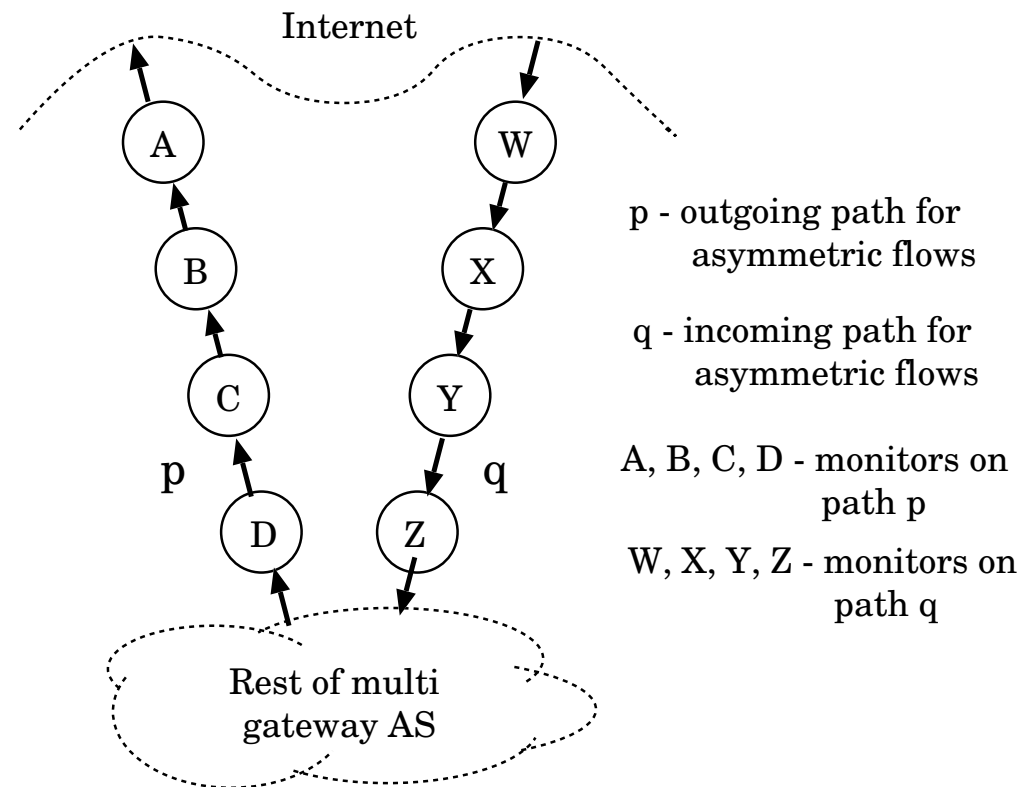 Internet
A
W
B
X
C
Y
p
q
D
Z
Rest of multi
gateway AS
p - outgoing path for
asymmetric flows
q - incoming path for
asymmetric flows
A, B, C, D - monitors on
path p
W, X, Y, Z - monitors on
path q